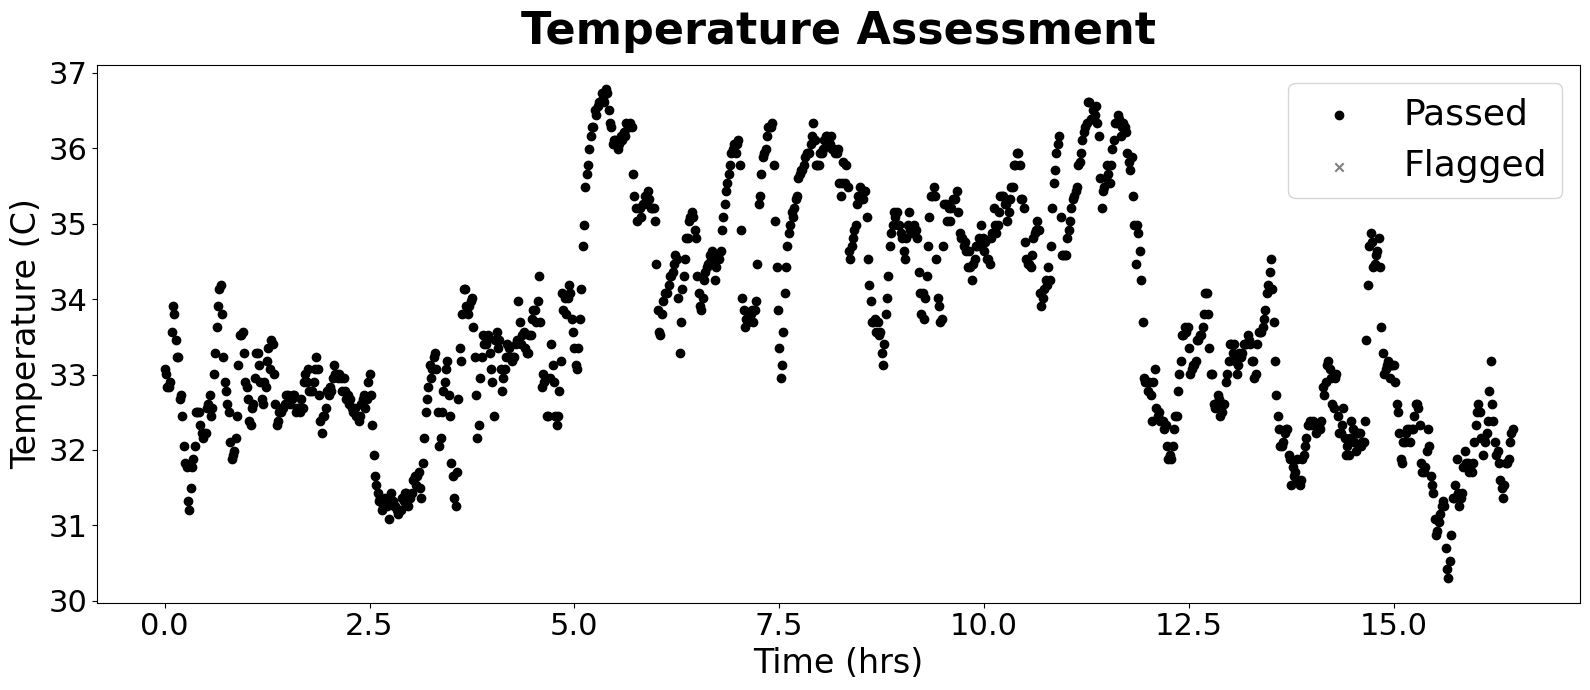 Temperature Assessment
Temperature (C)
37
36
35
34
33
32
31
30
Passed
Flagged
0.0 2.5 5.0 7.5 10.0 12.5 15.0
Time (hrs)